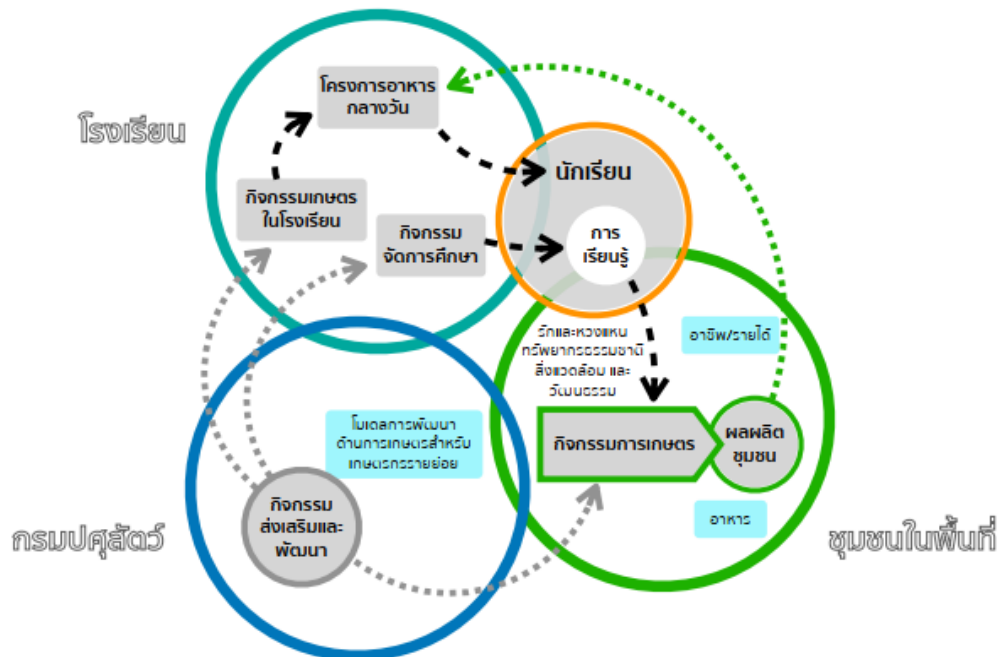 โครงการอาหาร
กลางวัน
โรงเรียน
นักเรียน
กิจกรรมเกษตร
ในโรงเรียน
กิจกรรม
จัดการศึกษา
การ
เรียนรู้
รักและหวงแหน
ทรัพยากรธรรมชาติ
สิ่งแวดล้อม และ
วัฒนธรรม
อาชีพ/รายได้
โมเดลการพัฒนา
ด้านการเกษตรสำหรับ
เกษตรกรรายย่อย
กิจกรรมการเกษตร
ผลผลิต
ชุมชน
กิจกรรม
ส่งเสริมและ
พัฒนา
อาหาร
กรมปศุสัตว์
ชุมชนในพื้นที่